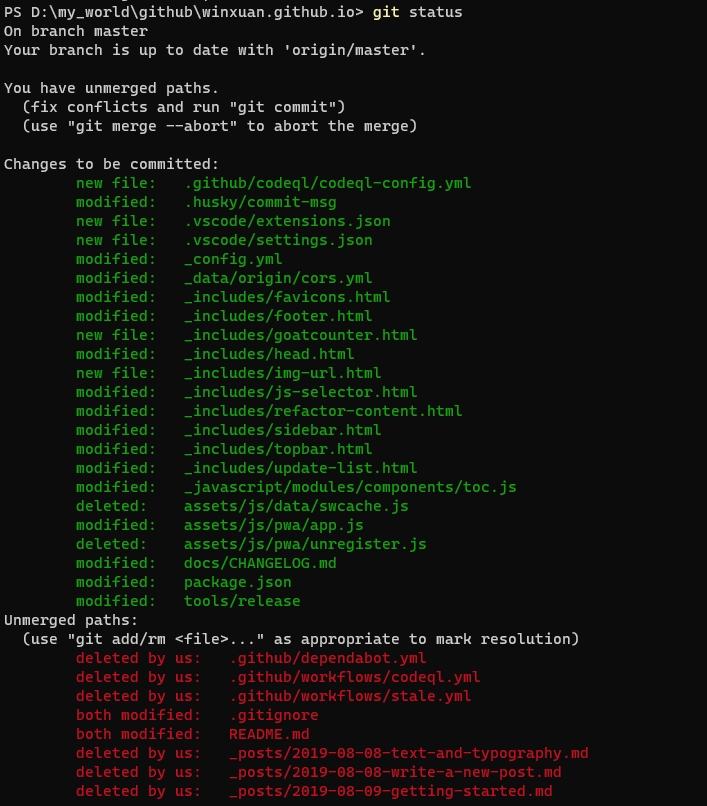 PS D:\my_world\github\winxuan.github.io> git status
On branch master
Your branch is up to date with 'origin/master'.
You have unmerged paths.
(fix conflicts and run "git commit")
(use "git merge --abort" to abort the merge)
Changes to be committed:
new file: .github/codeql/codeql-config.yml
modified: .husky/commit-msg
new file: .vscode/extensions.json
new file: .vscode/settings.json
modified: _config.yml
modified: _data/origin/cors.yml
modified: _includes/favicons.html
modified: _includes/footer.html
new file: _includes/goatcounter.html
modified: _includes/head.html
new file: _includes/img-url.html
modified: _includes/js-selector.html
modified: _includes/refactor-content.html
modified: _includes/sidebar.html
modified: _includes/topbar.html
modified: _includes/update-list.html
modified: _javascript/modules/components/toc.js
deleted: assets/js/data/swcache.js
modified: assets/js/pwa/app.js
deleted: assets/js/pwa/unregister.js
modified: docs/CHANGELOG.md
modified: package.json
modified: tools/release
Unmerged paths:
(use "git add/rm <file>..." as appropriate to mark resolution)
deleted by us: .github/dependabot.yml
deleted by us: .github/workflows/codeql.yml
deleted by us: .github/workflows/stale.yml
both modified: .gitignore
both modified: README.md
deleted by us: _posts/2019-08-08-text-and-typography.md
deleted by us: _posts/2019-08-08-write-a-new-post.md
deleted by us: _posts/2019-08-09-getting-started.md